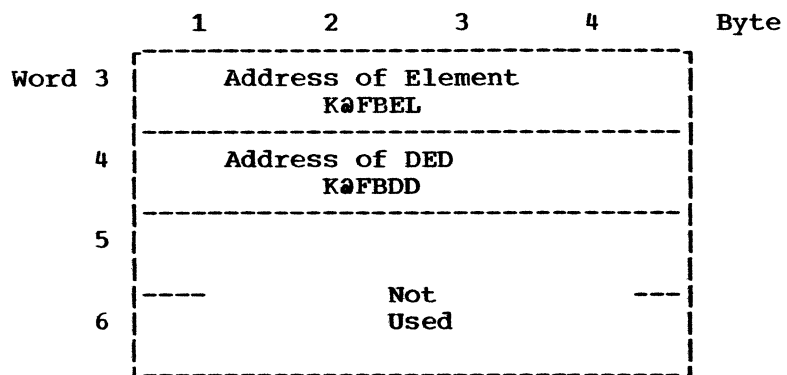 1 2 3 4 Byte
Word 3 Address of Element
K@FBEL
4 Address of DED
K@FBDD
5
Not
6 Used